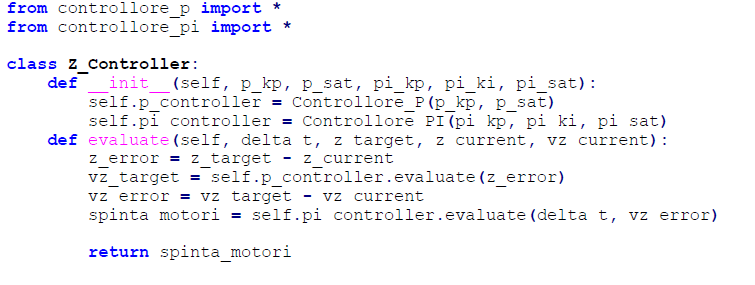 from controllore_p import *
from controllore_pi import *
class Z_Controller:
def __init__(self, p_kp, p_sat, pi_kp, pi_ki, pi_sat):
self.p_controller = Controllore_P(p_kp, p_sat)
self.pi_controller = Controllore_PI(pi_kp, pi_ki, pi_sat)
def evaluate(self, delta_t, z_target, z_current, vz_current):
z_error = z_target - z_current
vz_target = self.p_controller.evaluate(z_error)
vz_error = vz_target - vz_current
spinta_motori = self.pi_controller.evaluate(delta_t, vz_error)
return spinta_motori